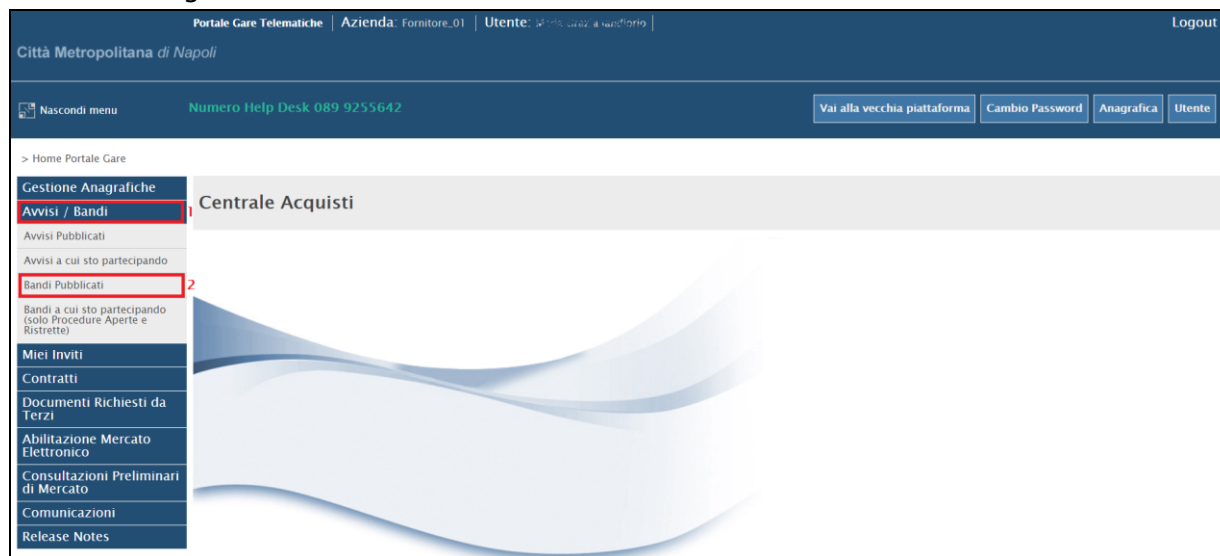 Portale Gare Telematiche | Azienda: Fornitore_01 | Utente: |
Logout
Città Metropolitana di Napoli
Nascondi menu
Numero Help Desk 089 9255642
Vai alla vecchia piattaforma
Cambio Password
Anagrafica
Utente
> Home Portale Gare
Gestione Anagrafiche
Avvisi / Bandi
1
Centrale Acquisti
Avvisi Pubblicati
Avvisi a cui sto partecipando
Bandi Pubblicati
2
Bandi a cui sto partecipando
(solo Procedure Aperte e
Ristrette)
Miei Inviti
Contratti
Documenti Richiesti da
Terzi
Abilitazione Mercato
Elettronico
Consultazioni Preliminari
di Mercato
Comunicazioni
Release Notes